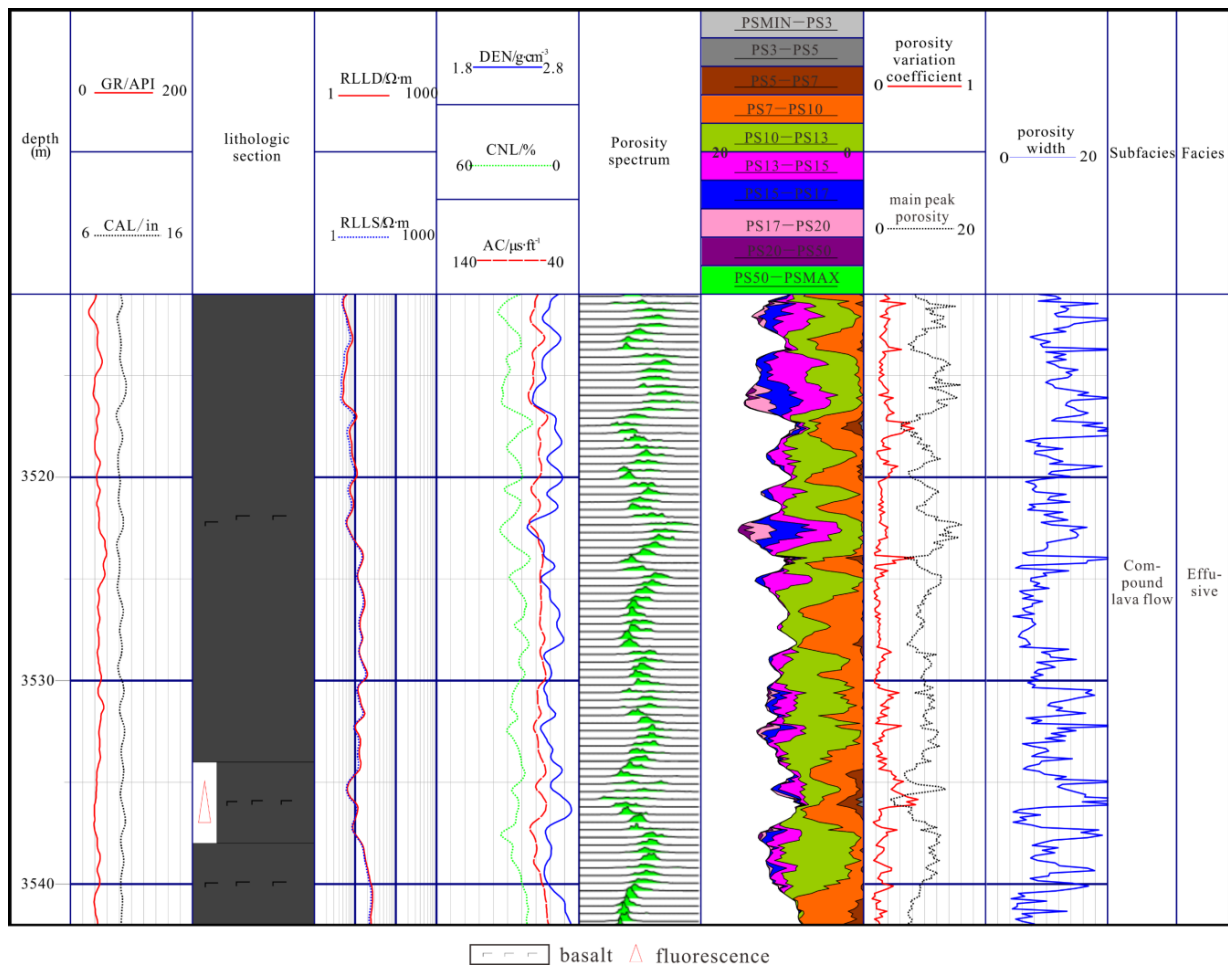 depth
(m)
GR/API
0 200
CAL/in
6 16
lithologic
section
RLLD/Ω·m
1 1000
RLLS/Ω·m
1 1000
DEN/g·cm⁻³
1.8 2.8
CNL/%
60 0
AC/μs·ft⁻¹
140 40
Porosity
spectrum
PSMIN－PS3
PS3－PS5
PS5－PS7
PS7－PS10
PS10－PS13
20 0
PS13－PS15
PS15－PS17
PS17－PS20
PS20－PS50
PS50－PSMAX
porosity
variation
coefficient
0 1
main peak
porosity
0 20
porosity
width
0 20
Subfacies
Facies
3520
3530
3540
Com-
pound
lava flow
Effu-
sive
basalt
fluorescence